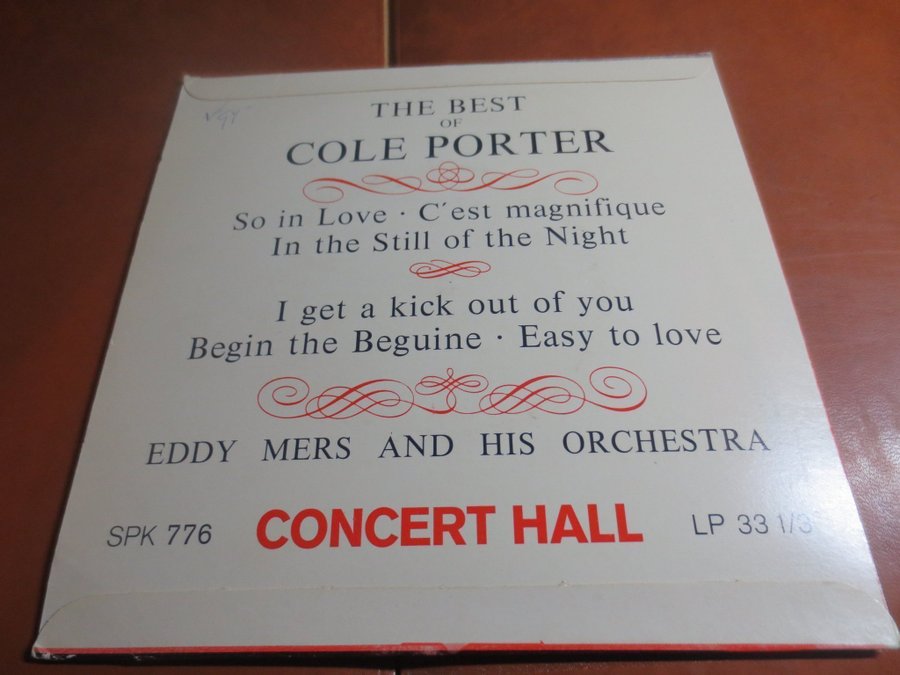 THE BEST
OF
COLE PORTER
So in Love · C'est magnifique
In the Still of the Night
I get a kick out of you
Begin the Beguine · Easy to love
EDDY MERS AND HIS ORCHESTRA
SPK 776 CONCERT HALL LP 33 1/3